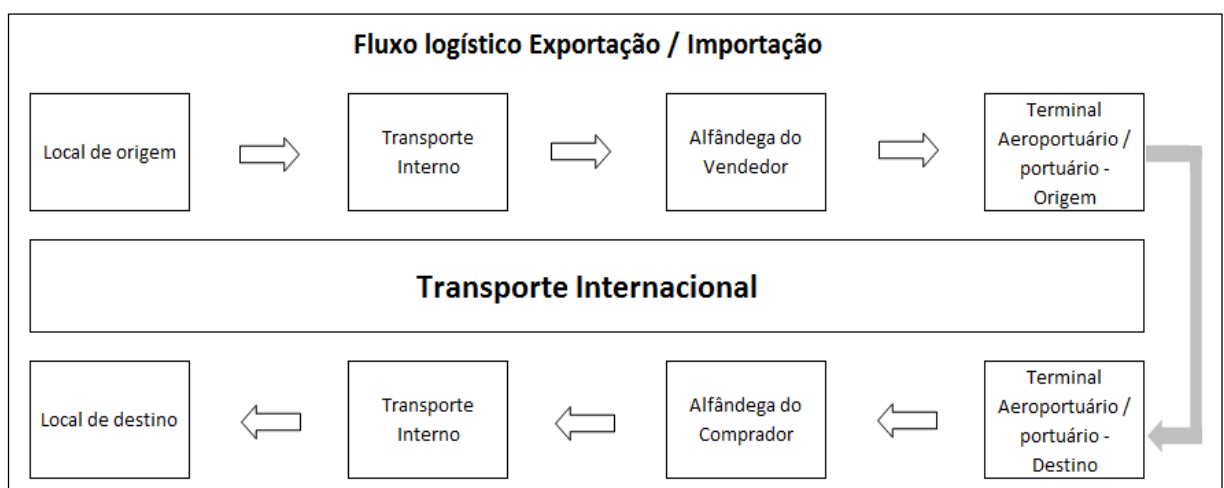 Fluxo logístico Exportação / Importação
Local de origem
Transporte
Interno
Alfândega do
Vendedor
Terminal
Aeroportuário /
portuário -
Origem
Transporte Internacional
Local de destino
Transporte
Interno
Alfândega do
Comprador
Terminal
Aeroportuário /
portuário -
Destino